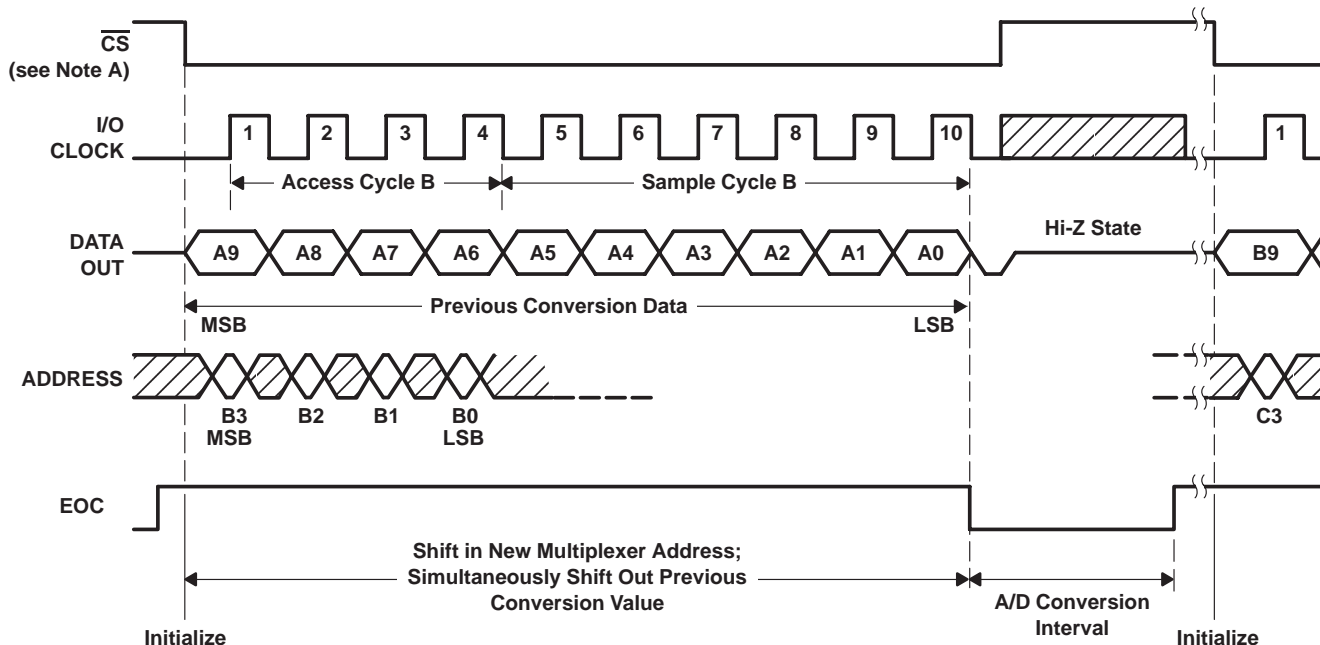 CS
(see Note A)
I/O
CLOCK
1 2 3 4 5 6 7 8 9 10 1
Access Cycle B Sample Cycle B
DATA
OUT
A9 A8 A7 A6 A5 A4 A3 A2 A1 A0 Hi-Z State B9
Previous Conversion Data
MSB LSB
ADDRESS
B3 B2 B1 B0 C3
MSB LSB
EOC
Shift in New Multiplexer Address;
Simultaneously Shift Out Previous
Conversion Value
A/D Conversion
Interval
Initialize Initialize